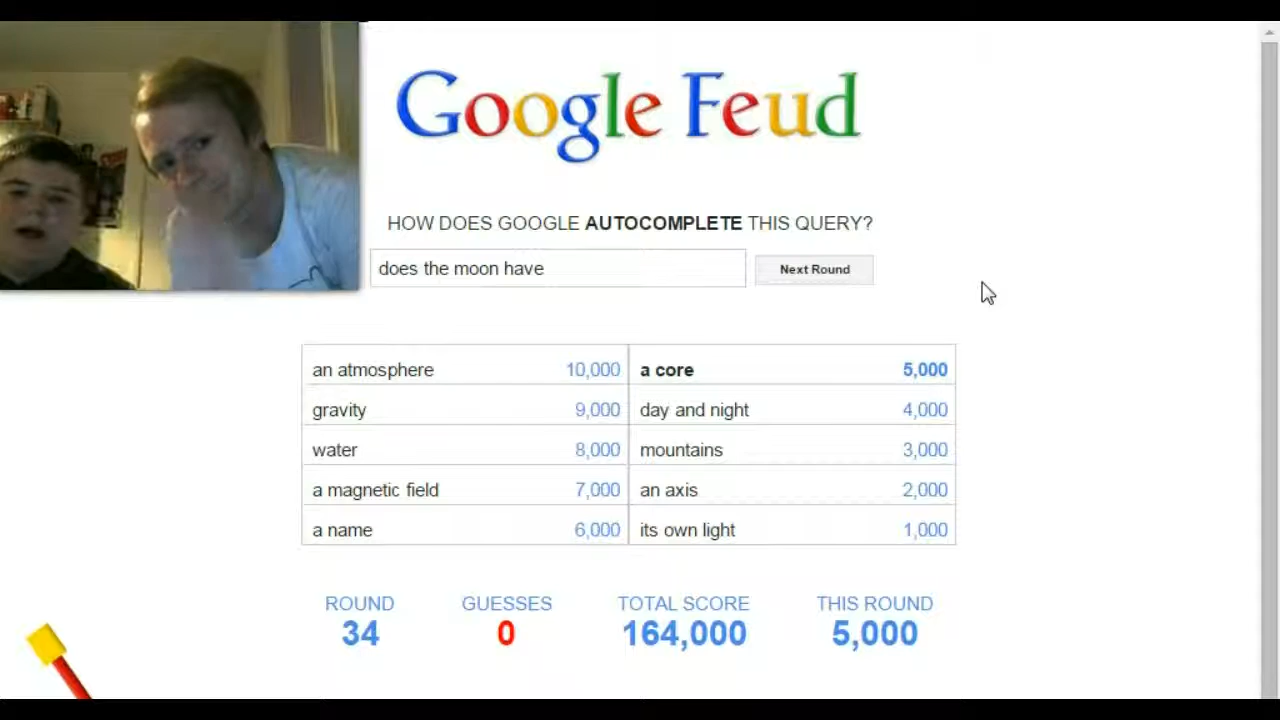 Google Feud
HOW DOES GOOGLE AUTOCOMPLETE THIS QUERY?
does the moon have
Next Round
an atmosphere 10,000 a core 5,000
gravity 9,000 day and night 4,000
water 8,000 mountains 3,000
a magnetic field 7,000 an axis 2,000
a name 6,000 its own light 1,000
ROUND GUESSES TOTAL SCORE THIS ROUND
34 0 164,000 5,000